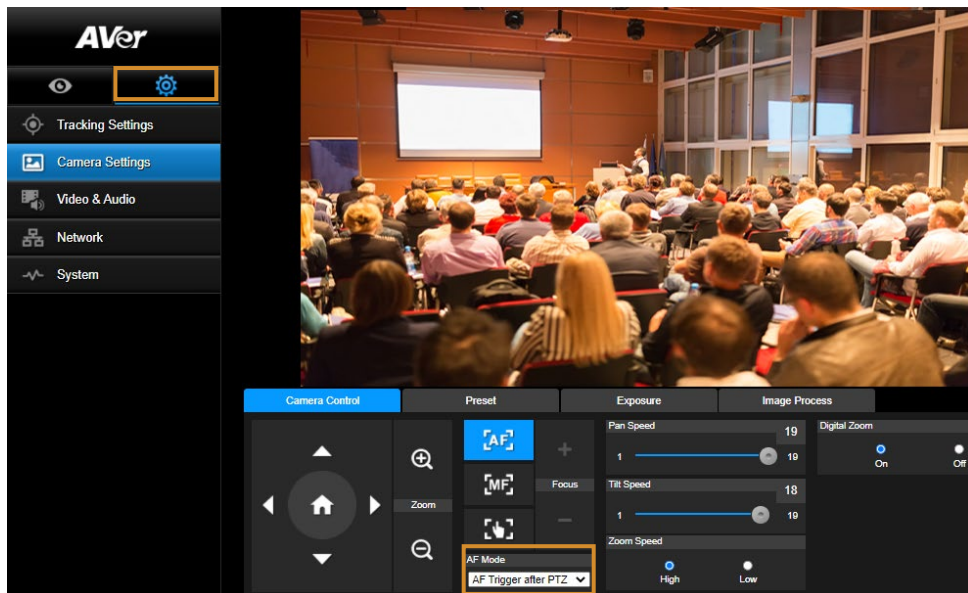 AVer
Tracking Settings
Camera Settings
Video & Audio
Network
System
Camera Control
Preset
Exposure
Image Process
Zoom
AF
MF
Focus
AF Mode
AF Trigger after PTZ
Pan Speed
19
1
19
Tilt Speed
18
1
19
Zoom Speed
High
Low
Digital Zoom
On
Off